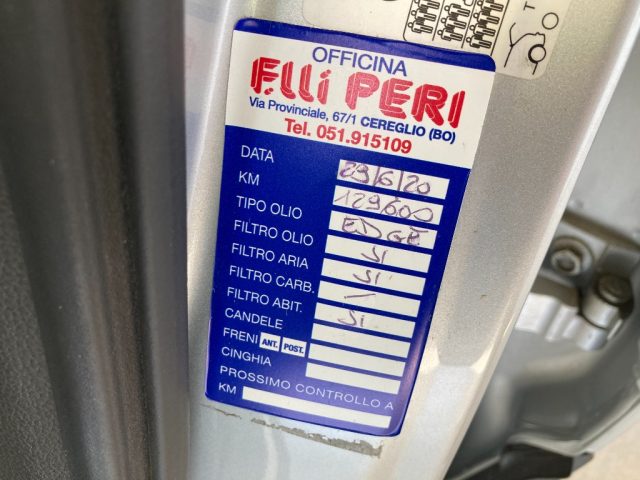 OFFICINA
F.LLi PERI
Via Provinciale, 67/1 CEREGLIO (BO)
Tel. 051.915109
DATA 29/6/20
KM 129600
TIPO OLIO EDGE
FILTRO OLIO SI
FILTRO ARIA SI
FILTRO CARB. /
FILTRO ABIT. SI
CANDELE
FRENI ANT. POST.
CINGHIA
PROSSIMO CONTROLLO A
KM